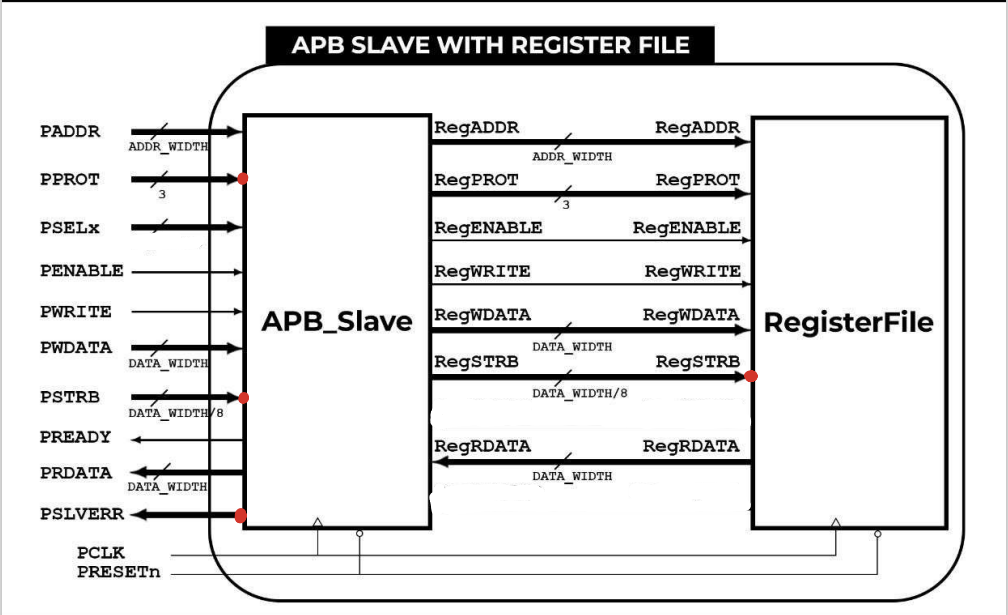 APB SLAVE WITH REGISTER FILE
PADDR
ADDR_WIDTH
PPROT
3
PSELx
PENABLE
PWRITE
PWDATA
DATA_WIDTH
PSTRB
DATA_WIDTH/8
PREADY
PRDATA
DATA_WIDTH
PSLVERR
PCLK
PRESETn
APB_Slave
RegADDR RegADDR
ADDR_WIDTH
RegPROT RegPROT
3
RegENABLE RegENABLE
RegWRITE RegWRITE
RegWDATA RegWDATA
DATA_WIDTH
RegSTRB RegSTRB
DATA_WIDTH/8
RegRDATA RegRDATA
DATA_WIDTH
RegisterFile